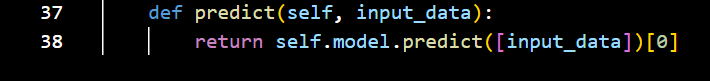 37 def predict(self, input_data):
38 return self.model.predict([input_data])[0]